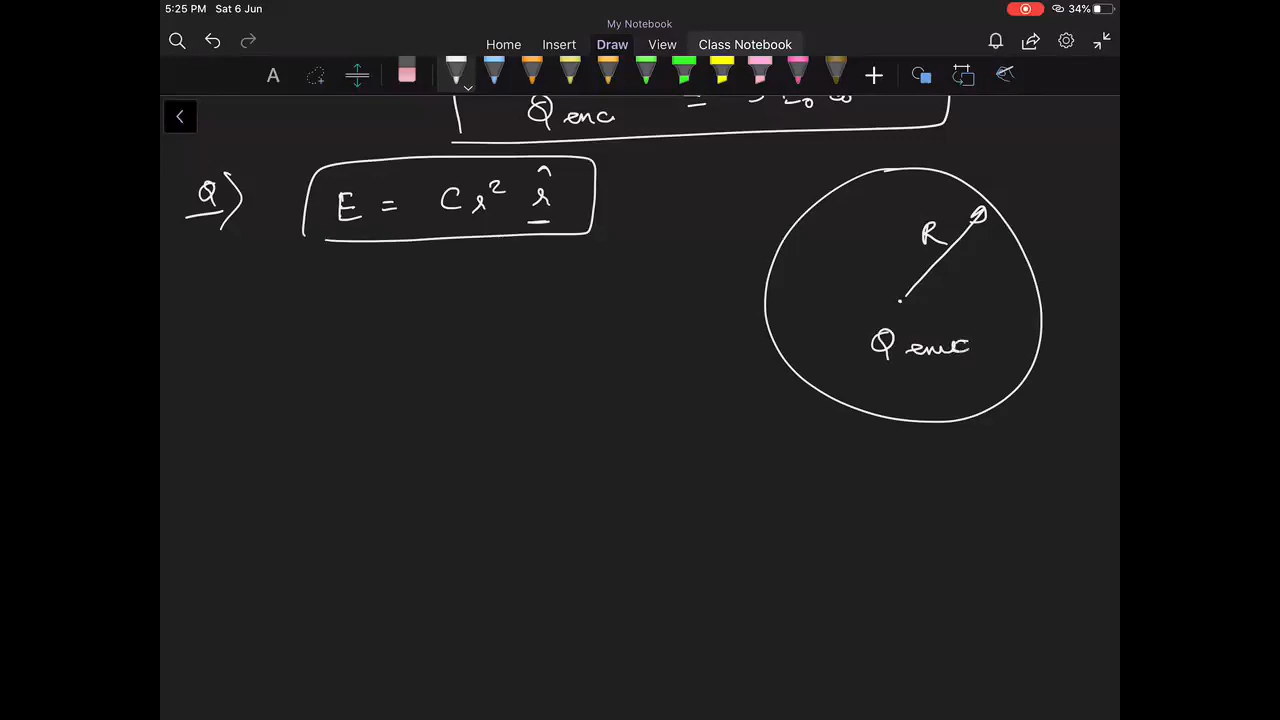 5:25 PM Sat 6 Jun
34%
My Notebook
Home Insert Draw View Class Notebook
A
Q enc =
Q) E = C r² r̂
R
Q enc